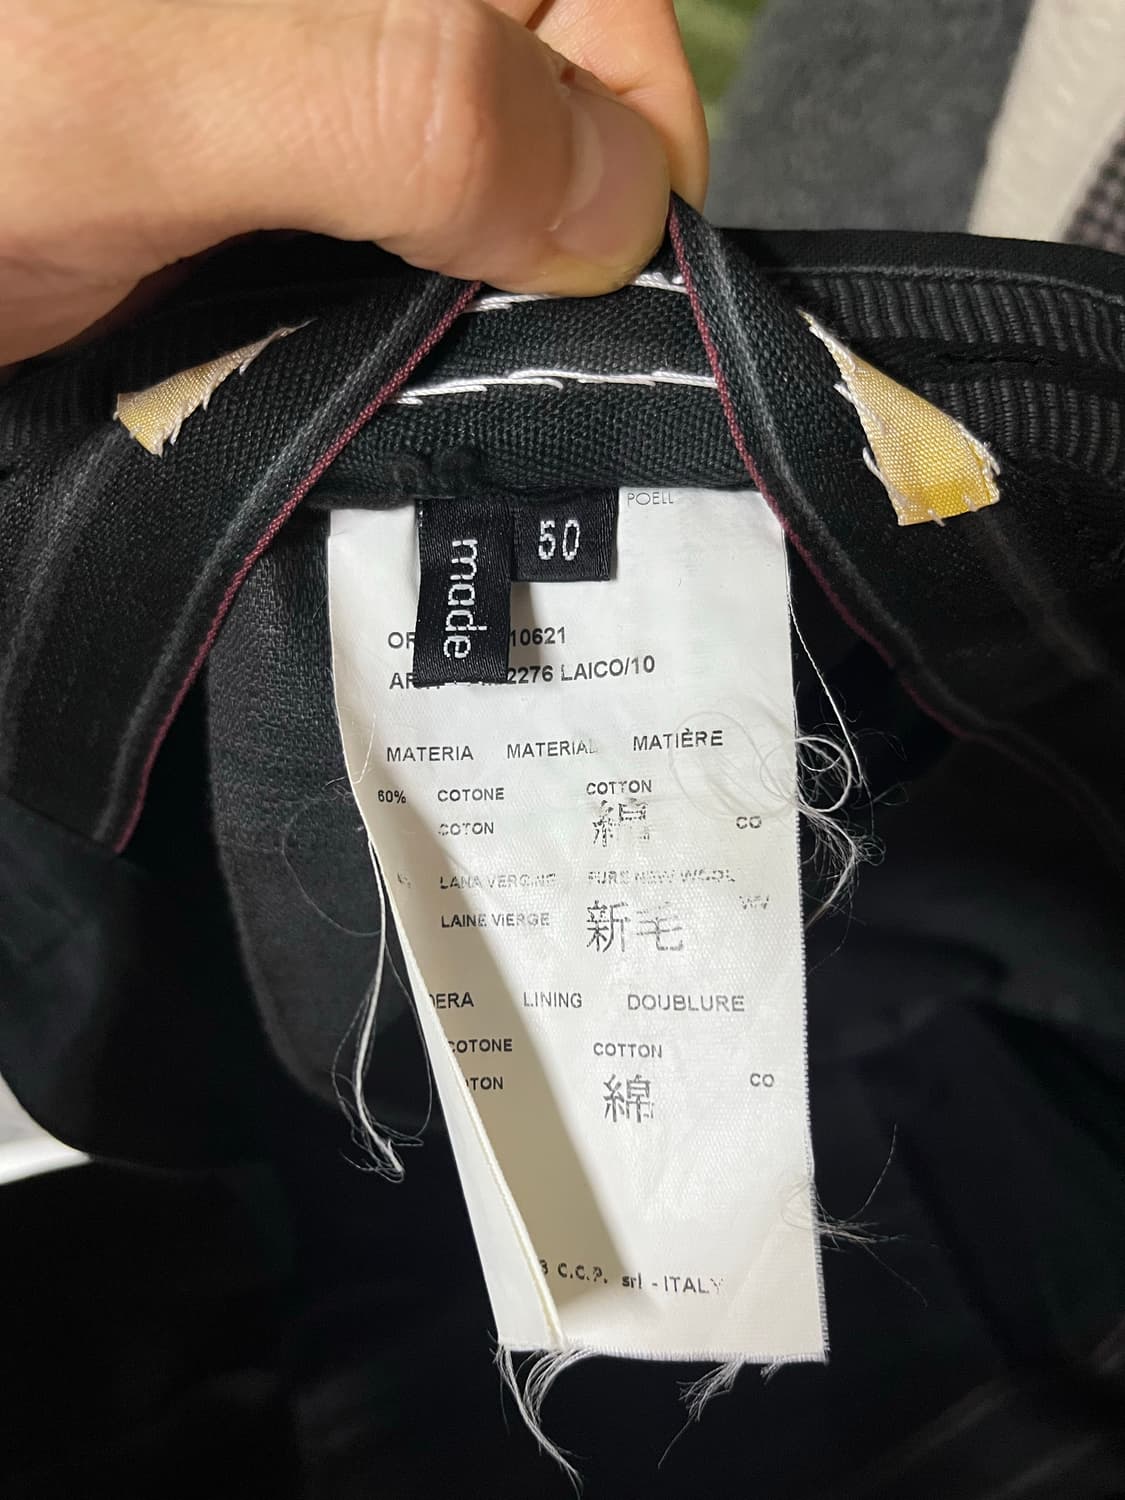 POELL
made
50
10621
2276 LAICO/10
MATERIA MATERIAL MATIÈRE
60% COTONE COTTON
COTON 綿 CO
LANA VERGINE PURE NEW WOOL
LAINE VIERGE 新毛 WV
DERA LINING DOUBLURE
COTONE COTTON
OTON 綿 CO
C.C.P. srl - ITALY